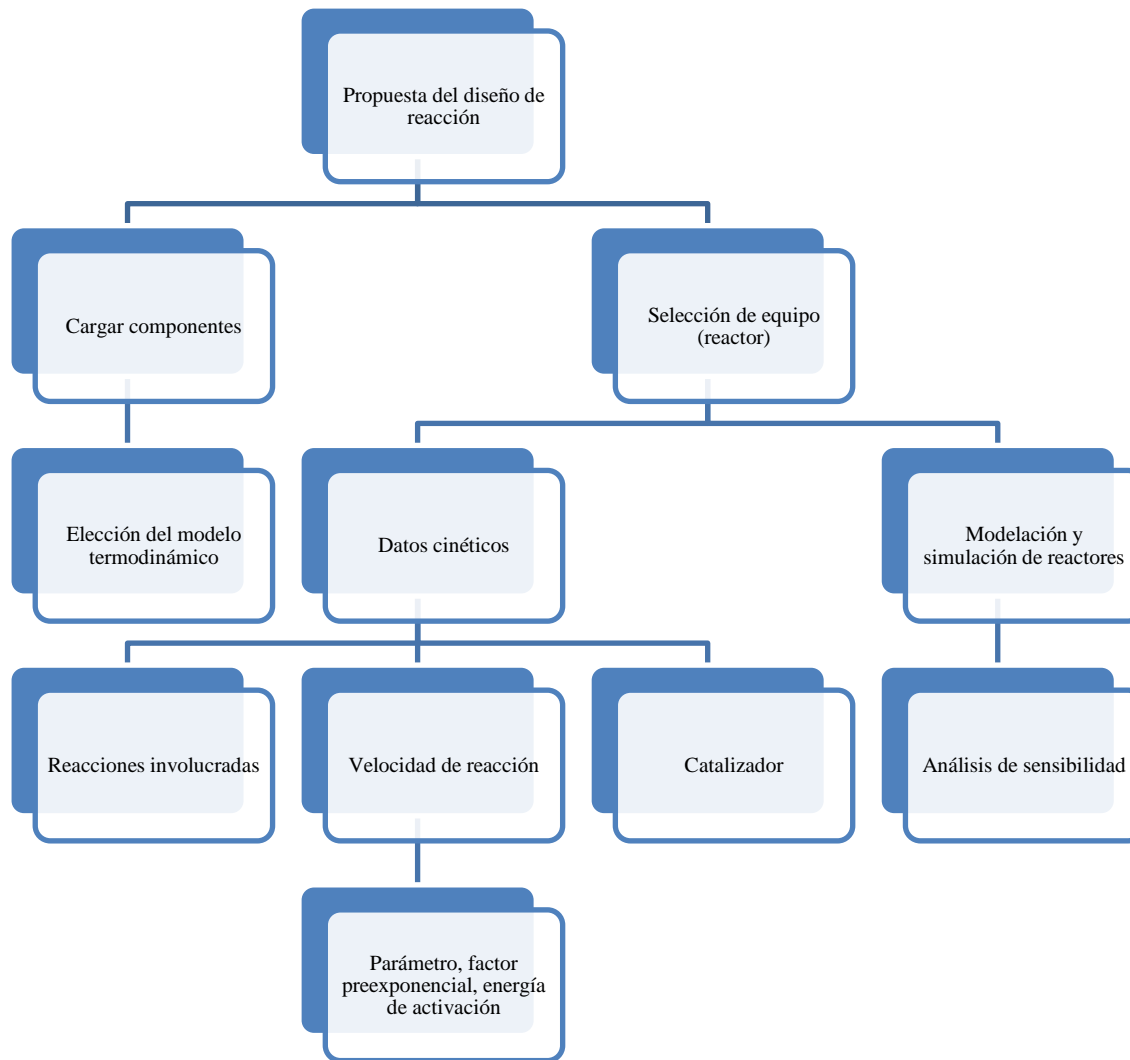 Propuesta del diseño de
reacción
Cargar componentes
Selección de equipo
(reactor)
Elección del modelo
termodinámico
Datos cinéticos
Modelación y
simulación de reactores
Reacciones involucradas
Velocidad de reacción
Catalizador
Análisis de sensibilidad
Parámetro, factor
preexponencial, energía
de activación